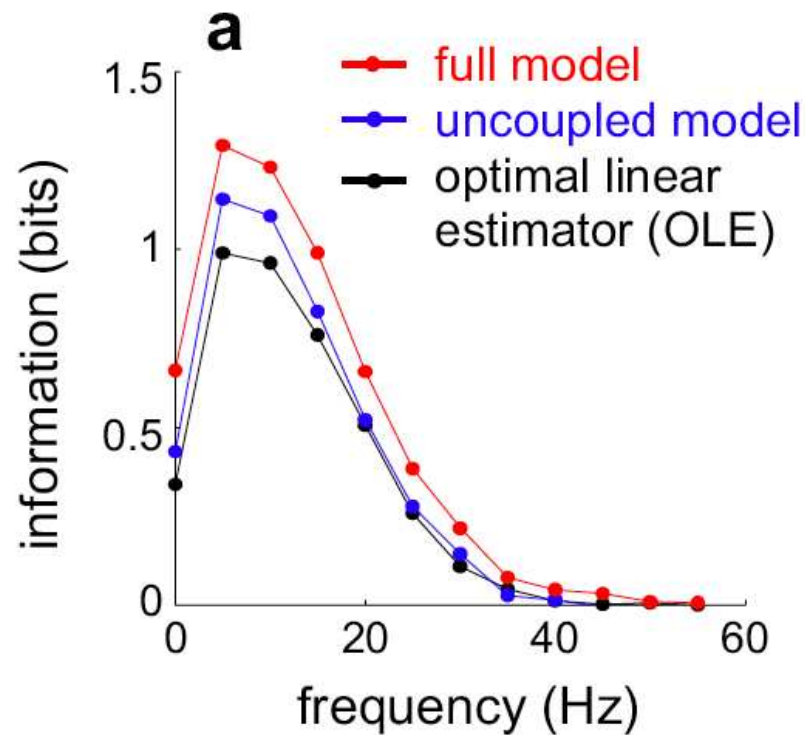 a
full model
uncoupled model
optimal linear
estimator (OLE)
information (bits)
1.5
1
0.5
0
0
20
40
60
frequency (Hz)